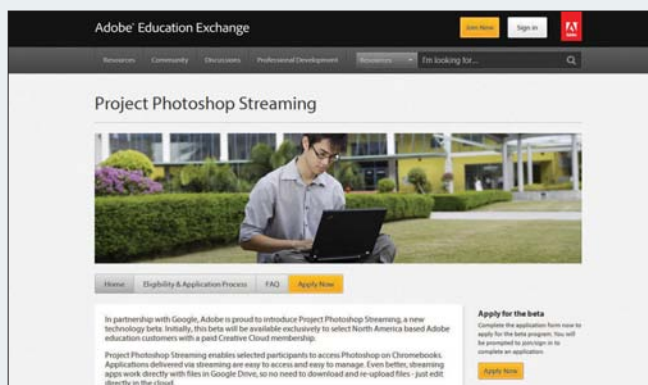 Adobe® Education Exchange
Join Now
Sign in
Adobe
Resources Community Discussions Professional Development Resources I'm looking for...
Project Photoshop Streaming
Home Eligibility & Application Process FAQ Apply Now
In partnership with Google, Adobe is proud to introduce Project Photoshop Streaming, a new
technology beta. Initially, this beta will be available exclusively to select North America based Adobe
education customers with a paid Creative Cloud membership.
Project Photoshop Streaming enables selected participants to access Photoshop on Chromebooks.
Applications delivered via streaming are easy to access and easy to manage. Even better, streaming
apps work directly with files in Google Drive, so no need to download and re-upload files - just edit
directly in the cloud.
Apply for the beta
Complete the application form now to
apply for the beta program. You will
be prompted to join/sign in to
complete an application.
Apply Now